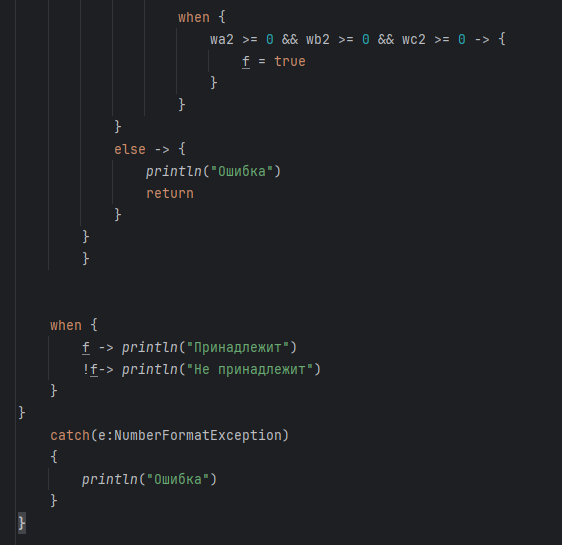 when {
wa2 >= 0 && wb2 >= 0 && wc2 >= 0 -> {
f = true
}
}
}
else -> {
println("Ошибка")
return
}
}
}
when {
f -> println("Принадлежит")
!f-> println("Не принадлежит")
}
}
catch(e:NumberFormatException)
{
println("Ошибка")
}
}